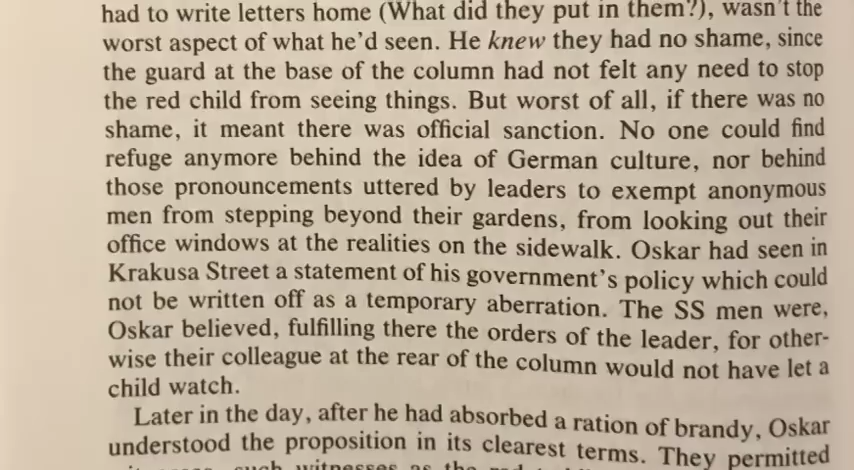 had to write letters home (What did they put in them?), wasn't the
worst aspect of what he'd seen. He knew they had no shame, since
the guard at the base of the column had not felt any need to stop
the red child from seeing things. But worst of all, if there was no
shame, it meant there was official sanction. No one could find
refuge anymore behind the idea of German culture, nor behind
those pronouncements uttered by leaders to exempt anonymous
men from stepping beyond their gardens, from looking out their
office windows at the realities on the sidewalk. Oskar had seen in
Krakusa Street a statement of his government's policy which could
not be written off as a temporary aberration. The SS men were,
Oskar believed, fulfilling there the orders of the leader, for other-
wise their colleague at the rear of the column would not have let a
child watch.
Later in the day, after he had absorbed a ration of brandy, Oskar
understood the proposition in its clearest terms. They permitted
such witnesses as the red